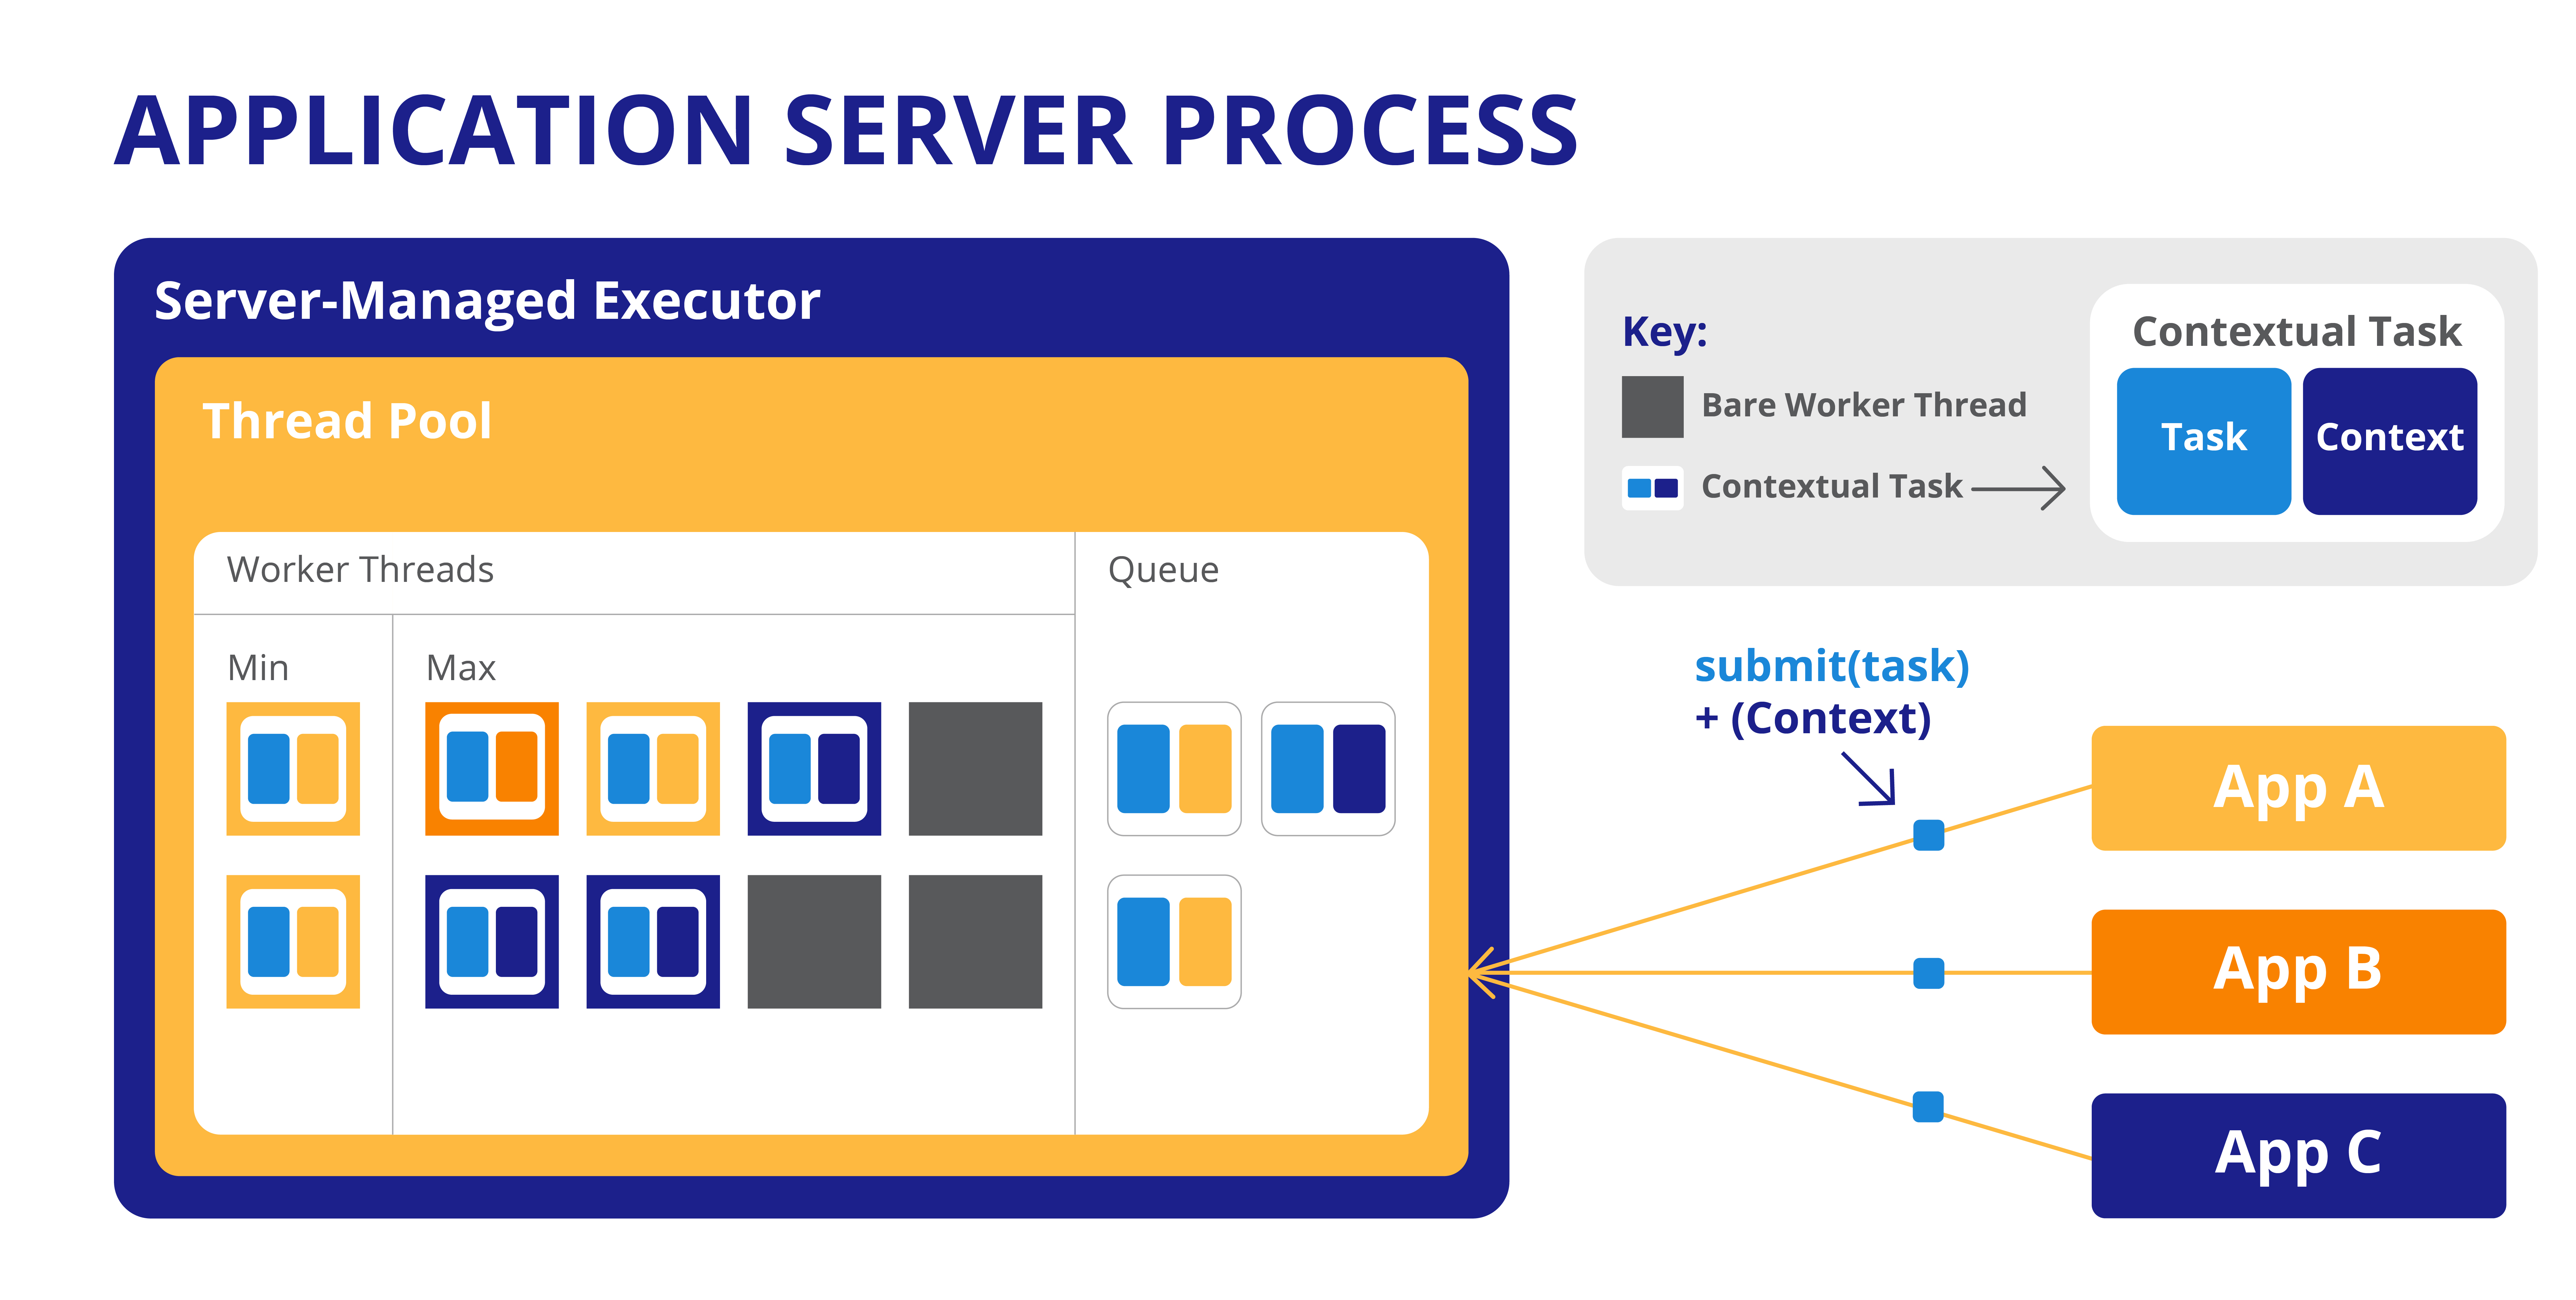 APPLICATION SERVER PROCESS
Server-Managed Executor
Thread Pool
Worker Threads
Queue
Min
Max
Key:
Bare Worker Thread
Contextual Task
Contextual Task
Task
Context
submit(task)
+ (Context)
App A
App B
App C